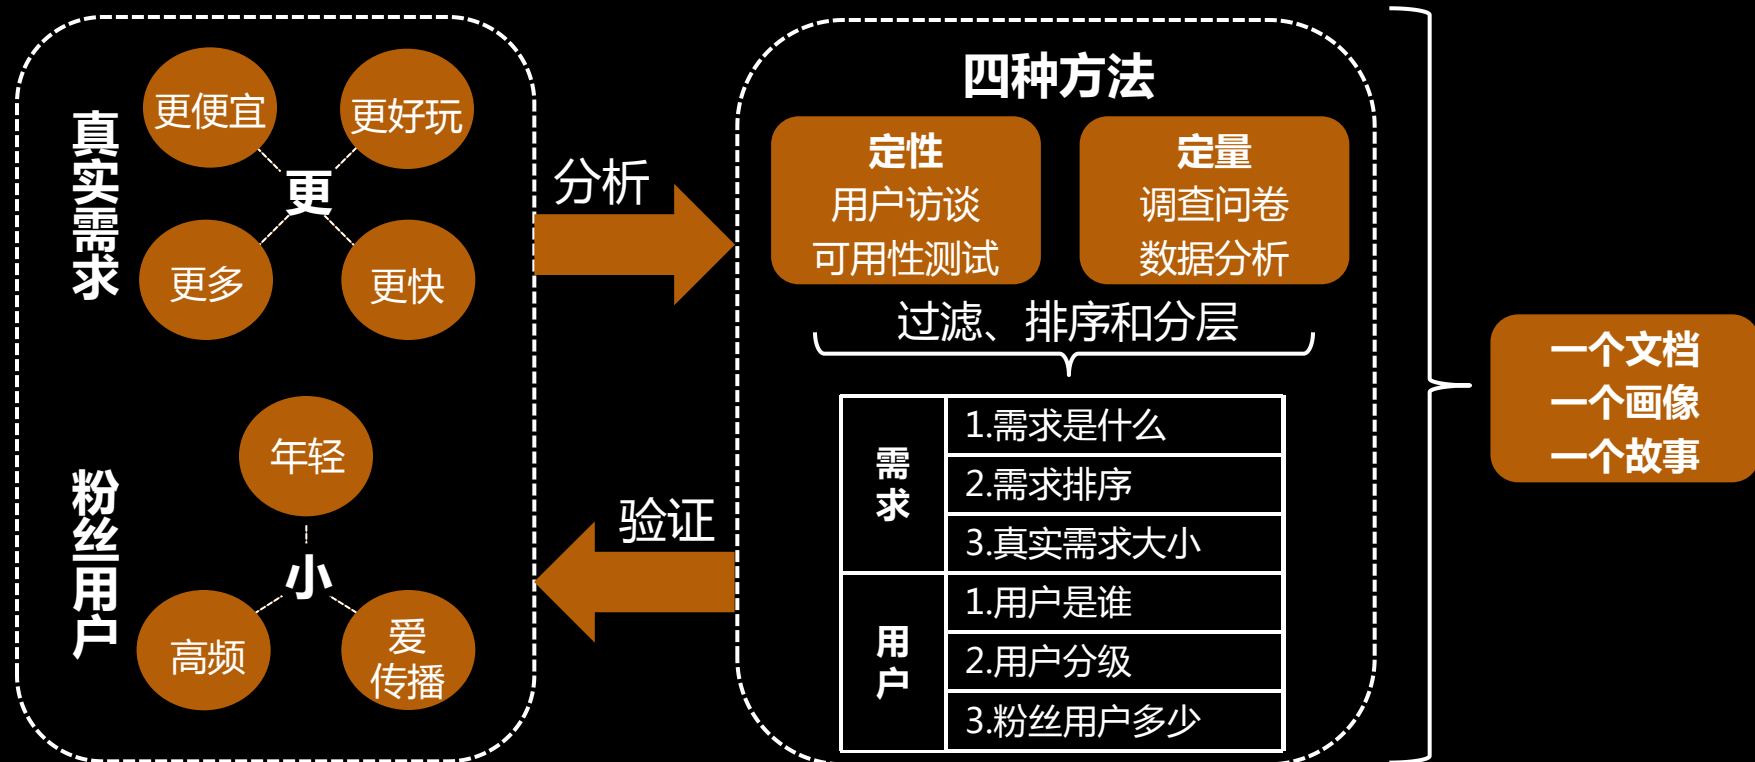 真实需求
更便宜
更好玩
更
更多
更快
粉丝用户
年轻
小
高频
爱
传播
分析
验证
四种方法
定性
用户访谈
可用性测试
定量
调查问卷
数据分析
过滤、排序和分层
需求
1.需求是什么
2.需求排序
3.真实需求大小
用户
1.用户是谁
2.用户分级
3.粉丝用户多少
一个文档
一个画像
一个故事